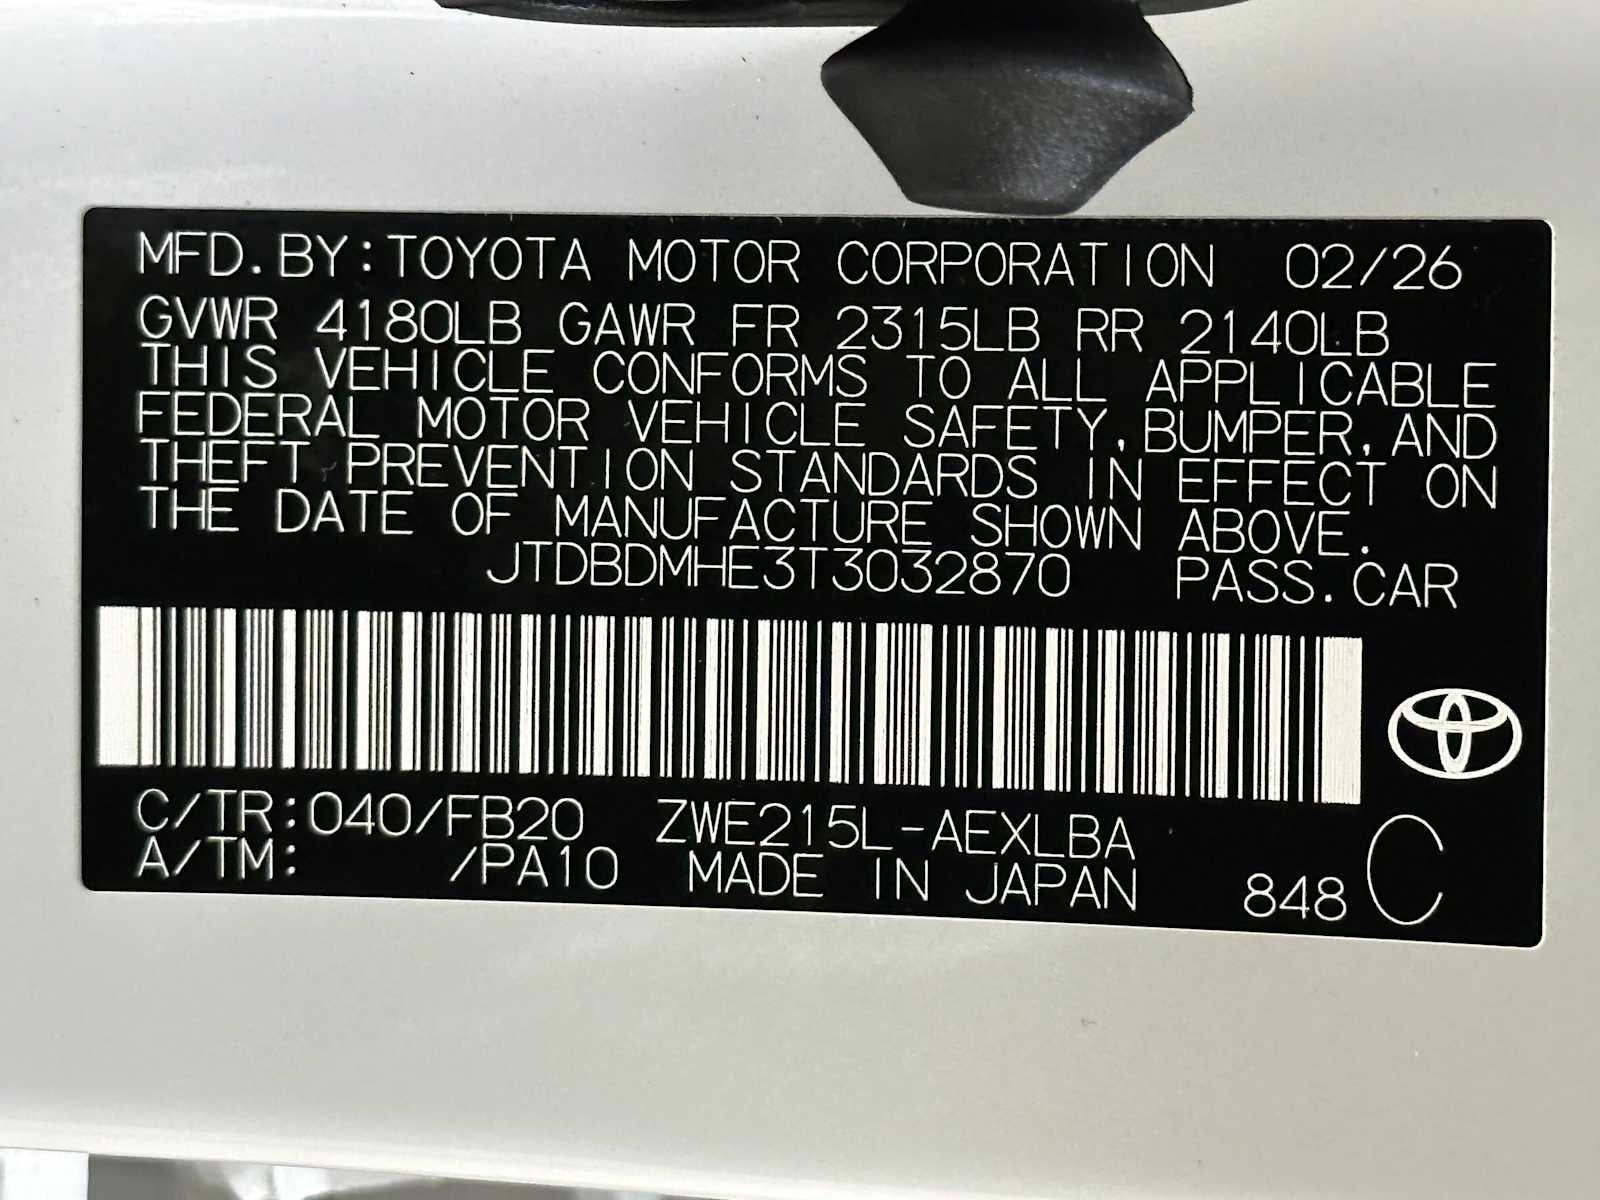 MFD. BY: TOYOTA MOTOR CORPORATION 02/26
GVWR 4180LB GAWR FR 2315LB RR 2140LB
THIS VEHICLE CONFORMS TO ALL APPLICABLE
FEDERAL MOTOR VEHICLE SAFETY, BUMPER, AND
THEFT PREVENTION STANDARDS IN EFFECT ON
THE DATE OF MANUFACTURE SHOWN ABOVE.
JTDBDMHE3T3032870 PASS. CAR
C/TR: 040/FB20 ZWE215L-AEXLBA
A/TM: /PA10 MADE IN JAPAN 848 C